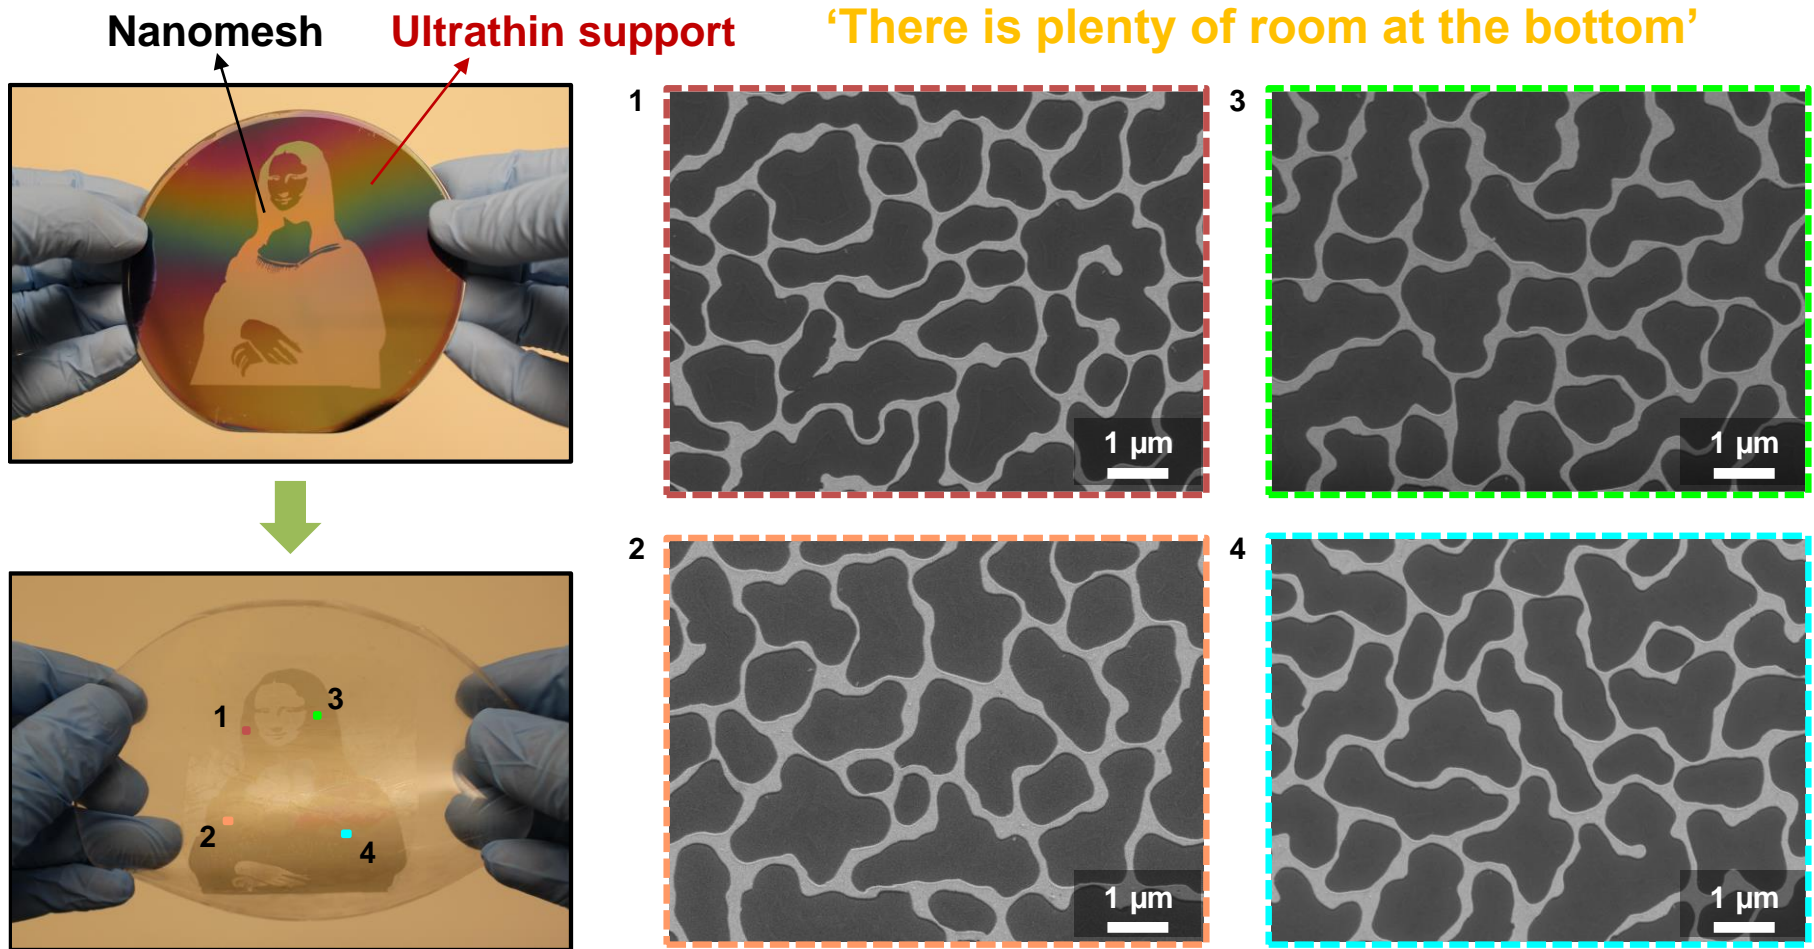 Nanomesh
Ultrathin support
‘There is plenty of room at the bottom’
1
1 µm
3
1 µm
1
3
2
4
2
1 µm
4
1 µm